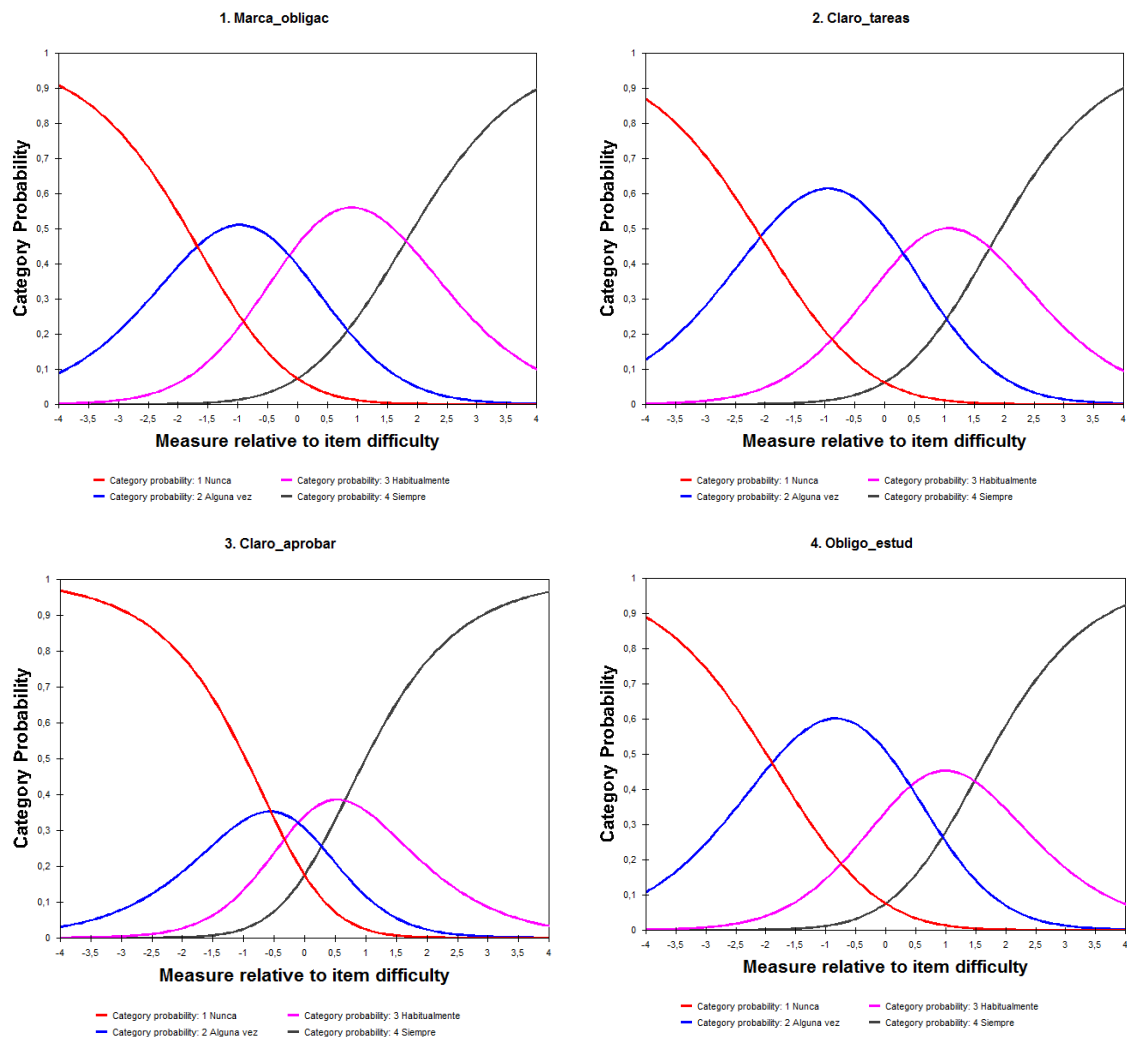 1. Marca_obligac
Category Probability
1
0,9
0,8
0,7
0,6
0,5
0,4
0,3
0,2
0,1
0
-4 -3,5 -3 -2,5 -2 -1,5 -1 -0,5 0 0,5 1 1,5 2 2,5 3 3,5 4
Measure relative to item difficulty
Category probability: 1 Nunca
Category probability: 3 Habitualmente
Category probability: 2 Alguna vez
Category probability: 4 Siempre
2. Claro_tareas
Category Probability
1
0,9
0,8
0,7
0,6
0,5
0,4
0,3
0,2
0,1
0
-4 -3,5 -3 -2,5 -2 -1,5 -1 -0,5 0 0,5 1 1,5 2 2,5 3 3,5 4
Measure relative to item difficulty
Category probability: 1 Nunca
Category probability: 3 Habitualmente
Category probability: 2 Alguna vez
Category probability: 4 Siempre
3. Claro_aprobar
Category Probability
1
0,9
0,8
0,7
0,6
0,5
0,4
0,3
0,2
0,1
0
-4 -3,5 -3 -2,5 -2 -1,5 -1 -0,5 0 0,5 1 1,5 2 2,5 3 3,5 4
Measure relative to item difficulty
Category probability: 1 Nunca
Category probability: 3 Habitualmente
Category probability: 2 Alguna vez
Category probability: 4 Siempre
4. Obligo_estud
Category Probability
1
0,9
0,8
0,7
0,6
0,5
0,4
0,3
0,2
0,1
0
-4 -3,5 -3 -2,5 -2 -1,5 -1 -0,5 0 0,5 1 1,5 2 2,5 3 3,5 4
Measure relative to item difficulty
Category probability: 1 Nunca
Category probability: 3 Habitualmente
Category probability: 2 Alguna vez
Category probability: 4 Siempre